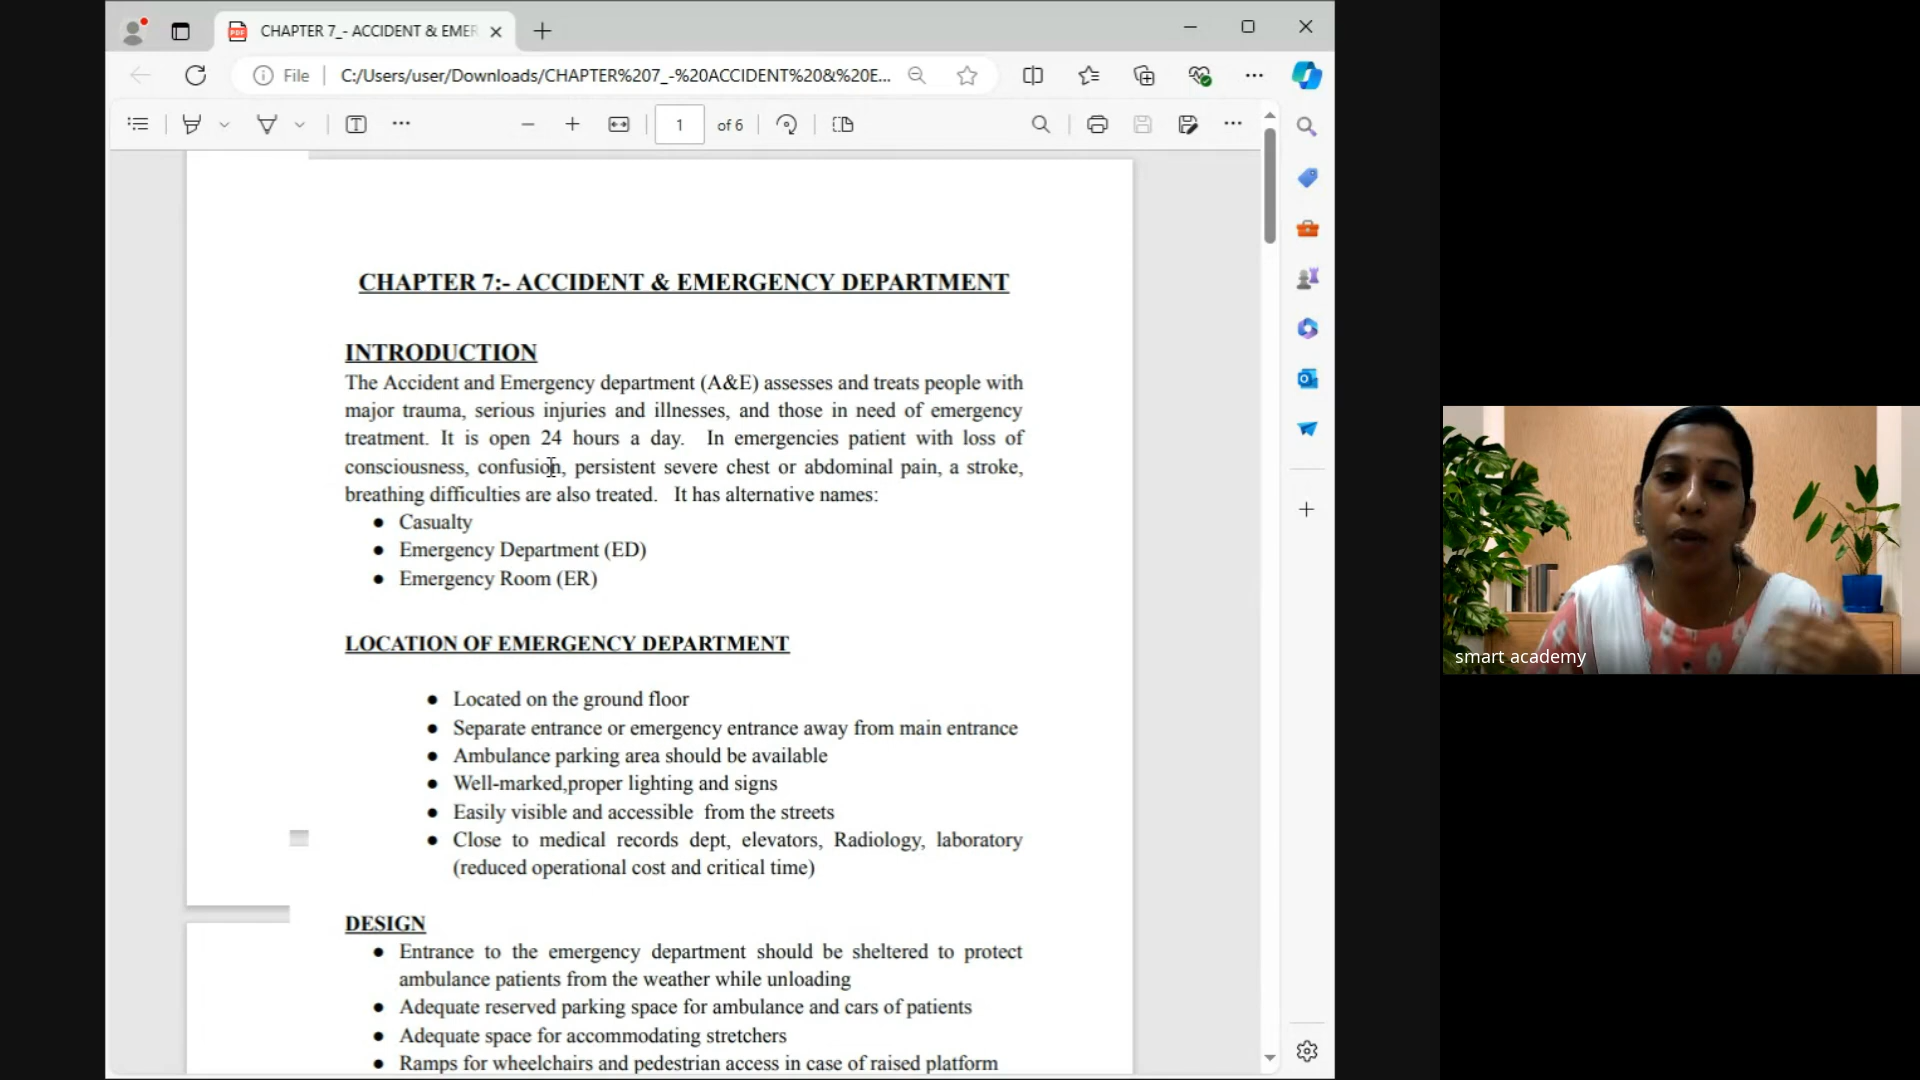 CHAPTER 7_- ACCIDENT & EMER
File
C:/Users/user/Downloads/CHAPTER%207_-%20ACCIDENT%20&%20E...
1 of 6
CHAPTER 7:- ACCIDENT & EMERGENCY DEPARTMENT
INTRODUCTION
The Accident and Emergency department (A&E) assesses and treats people with
major trauma, serious injuries and illnesses, and those in need of emergency
treatment. It is open 24 hours a day. In emergencies patient with loss of
consciousness, confusion, persistent severe chest or abdominal pain, a stroke,
breathing difficulties are also treated. It has alternative names:
● Casualty
● Emergency Department (ED)
● Emergency Room (ER)
LOCATION OF EMERGENCY DEPARTMENT
● Located on the ground floor
● Separate entrance or emergency entrance away from main entrance
● Ambulance parking area should be available
● Well-marked,proper lighting and signs
● Easily visible and accessible from the streets
● Close to medical records dept, elevators, Radiology, laboratory
(reduced operational cost and critical time)
DESIGN
● Entrance to the emergency department should be sheltered to protect
ambulance patients from the weather while unloading
● Adequate reserved parking space for ambulance and cars of patients
● Adequate space for accommodating stretchers
● Ramps for wheelchairs and pedestrian access in case of raised platform
smart academy